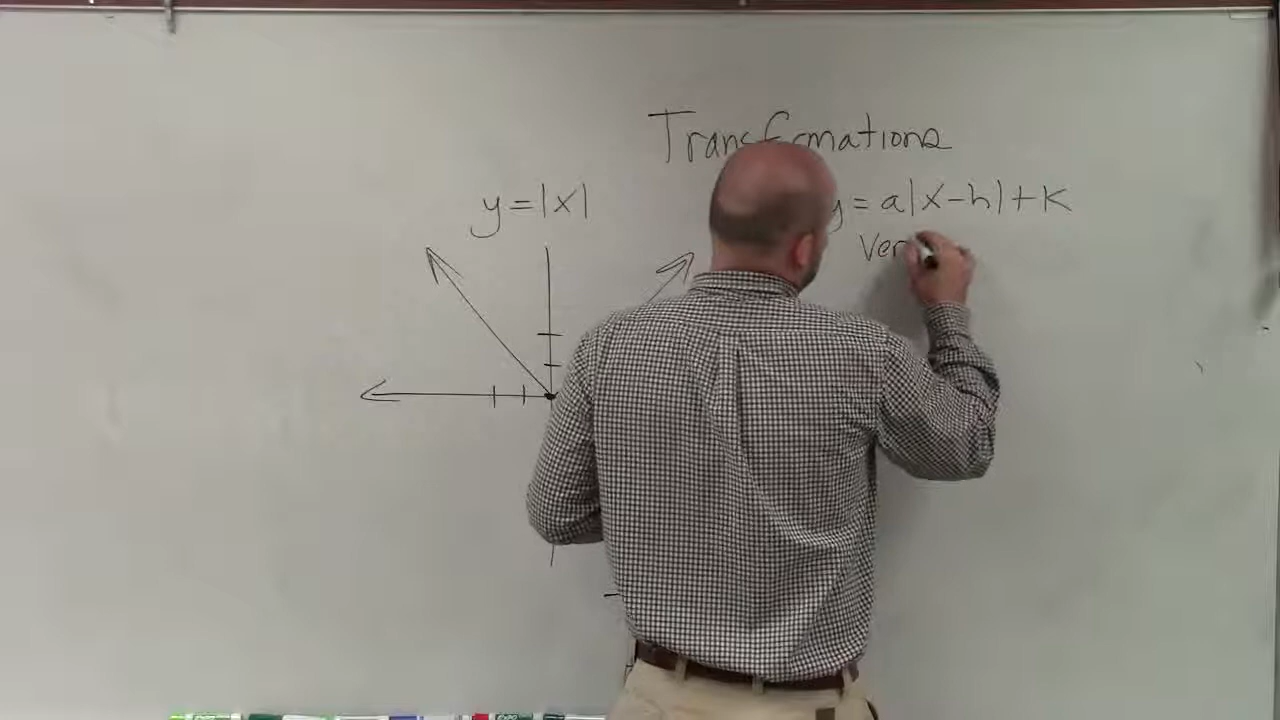 Transformations
y=|x|
y = a|x-h|+k
Ver